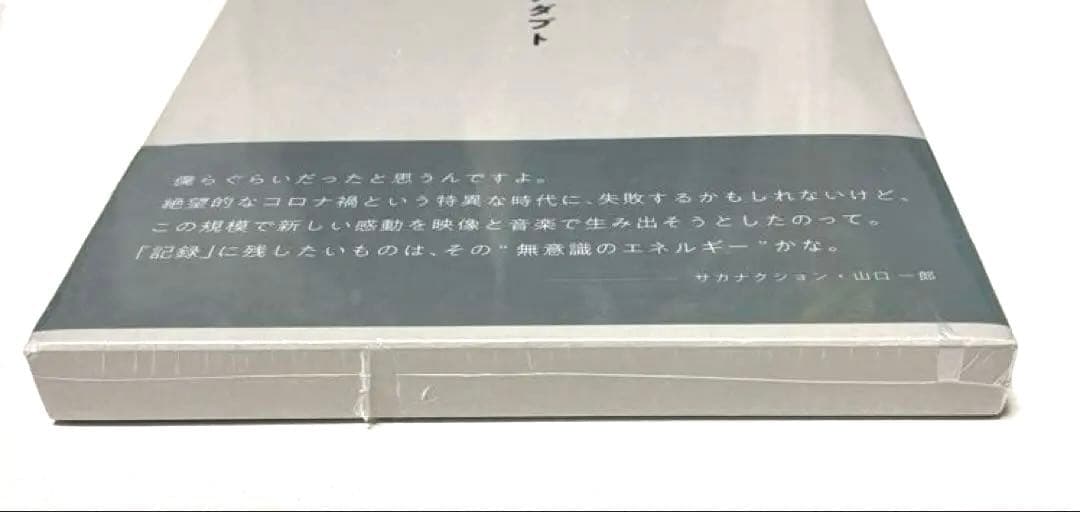 ダプト
僕らぐらいだったと思うんですよ。
絶望的なコロナ禍という特異な時代に、失敗するかもしれないけど、
この規模で新しい感動を映像と音楽で生み出そうとしたのって。
「記録」に残したいものは、その“無意識のエネルギー”かな。
サカナクション・山口 一郎